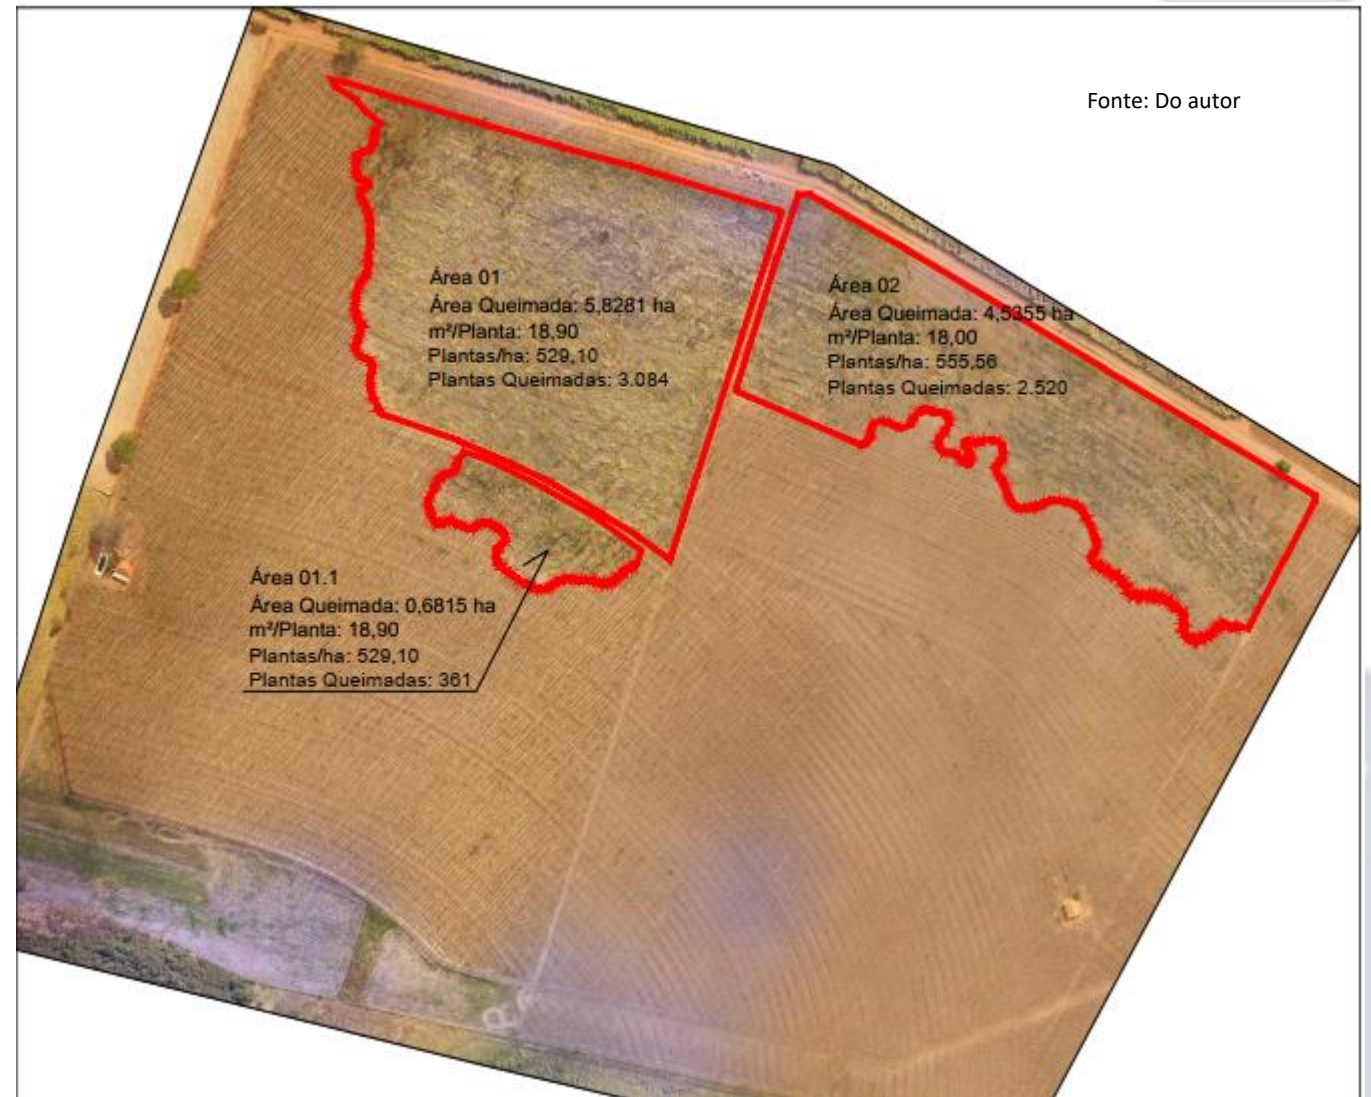 Fonte: Do autor
Área 01
Área Queimada: 5,8281 ha
m²/Planta: 18,90
Plantas/ha: 529,10
Plantas Queimadas: 3.084
Área 02
Área Queimada: 4,5355 ha
m²/Planta: 18,00
Plantas/ha: 555,56
Plantas Queimadas: 2.520
Área 01.1
Área Queimada: 0,6815 ha
m²/Planta: 18,90
Plantas/ha: 529,10
Plantas Queimadas: 361